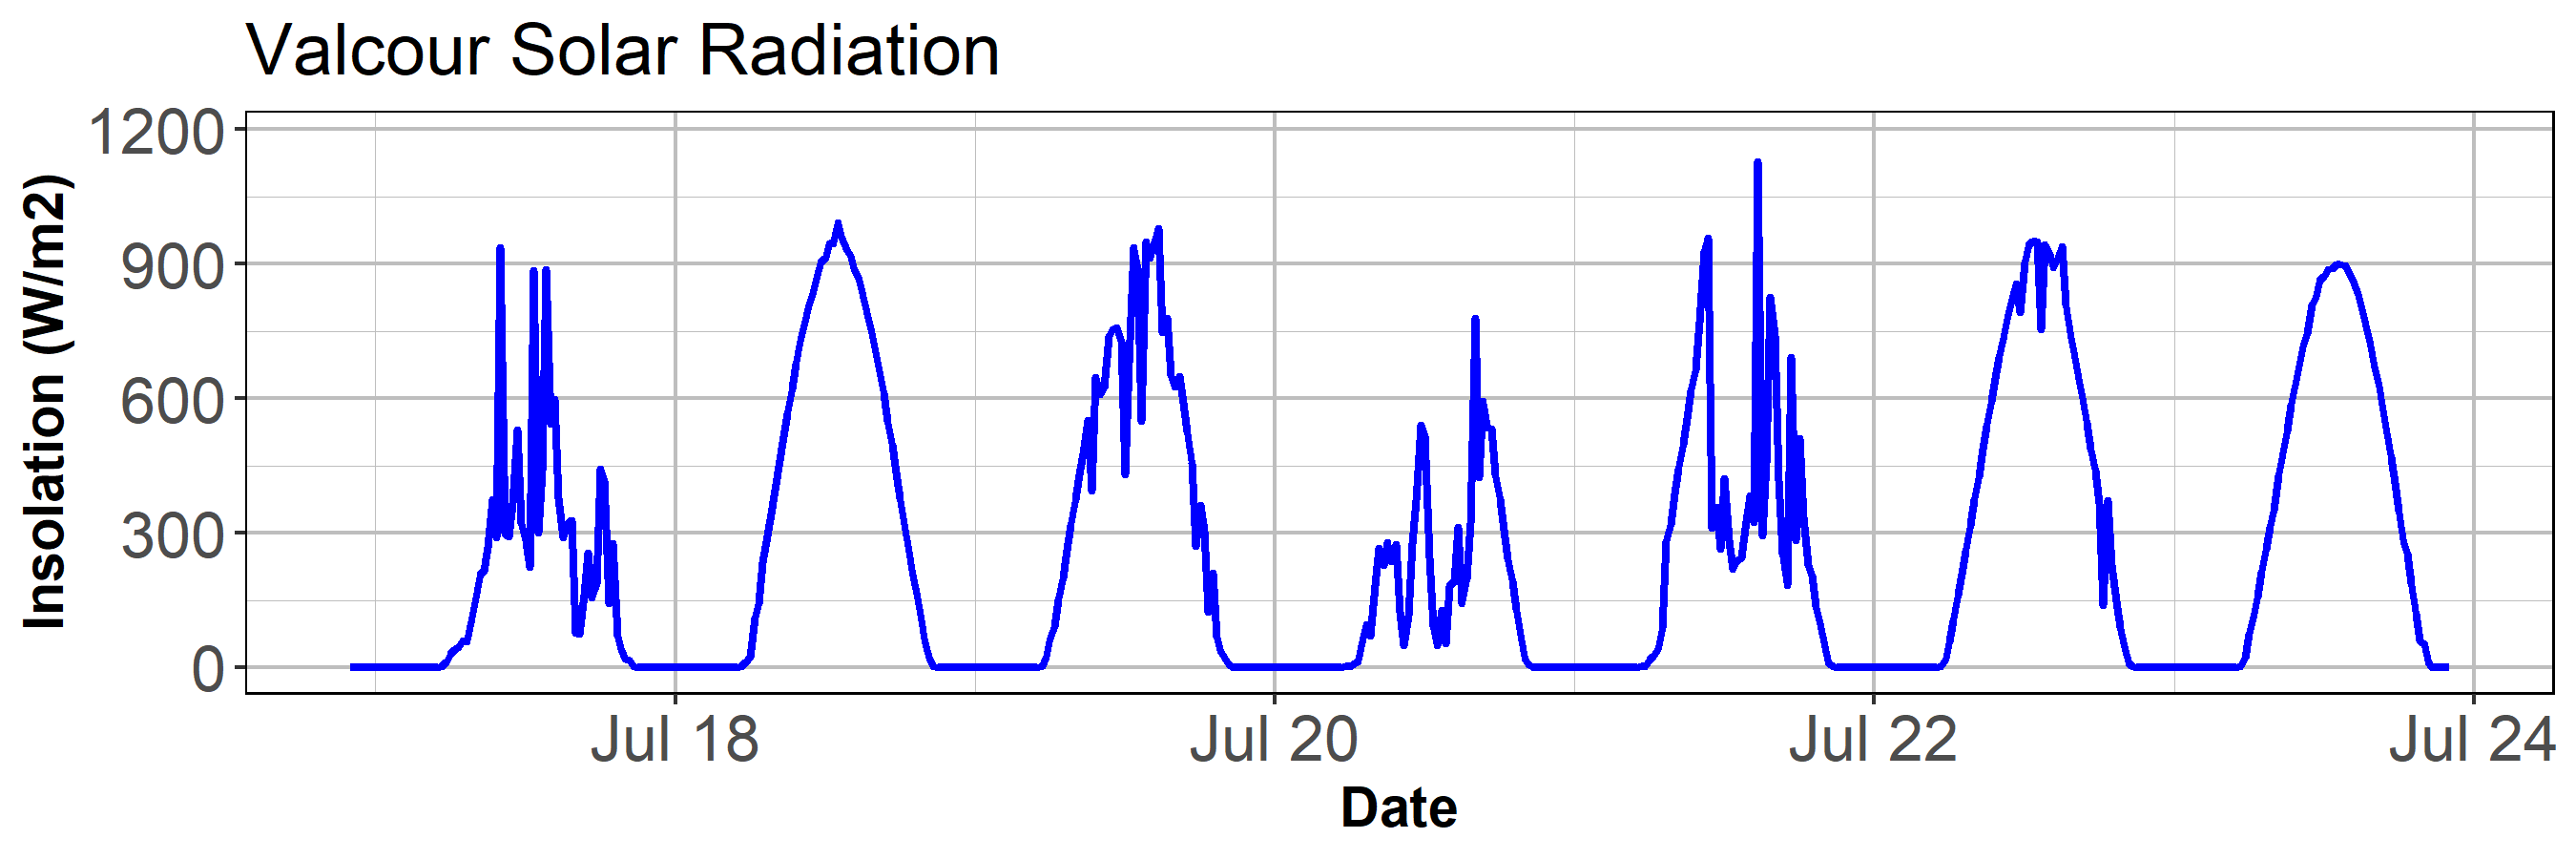 Valcour Solar Radiation
1200
900
600
300
0
Insolation (W/m2)
Jul 18
Jul 20
Jul 22
Jul 24
Date